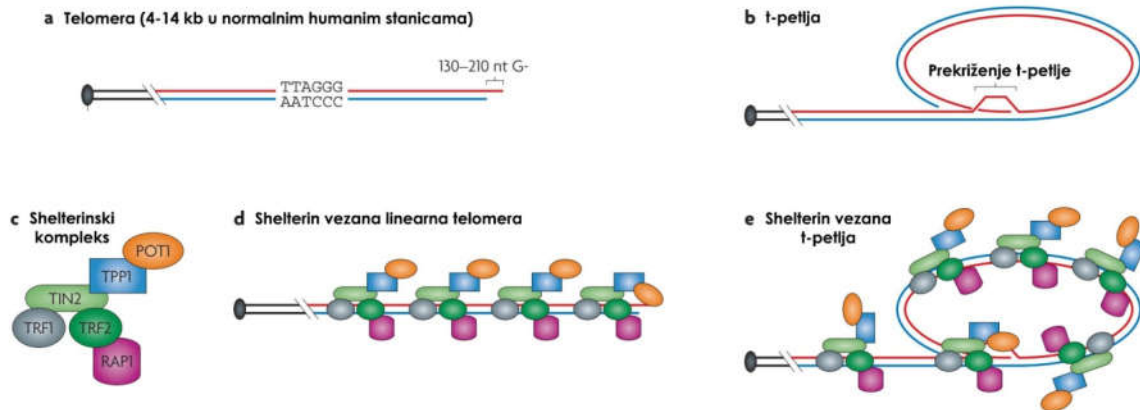 a Telomera (4-14 kb u normalnim humanim stanicama)
130–210 nt G-
TTAGGG
AATCCC
b t-petlja
Prekriženje t-petlje
c Shelterinski
kompleks
POT1
TPP1
TIN2
TRF1 TRF2
RAP1
d Shelterin vezana linearna telomera
e Shelterin vezana
t-petlja